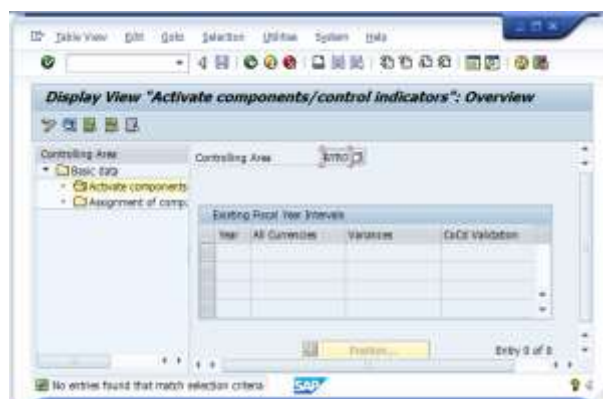 Table View Edit Goto Selection Utilities System Help
Display View "Activate components/control indicators": Overview
Controlling Area
Basic data
Activate components
Assignment of comp.
Controlling Area
Existing Fiscal Year Intervals
Year All Currencies Variances CoCd Validation
Position...
Entry 0 of 0
No entries found that match selection criteria
SAP